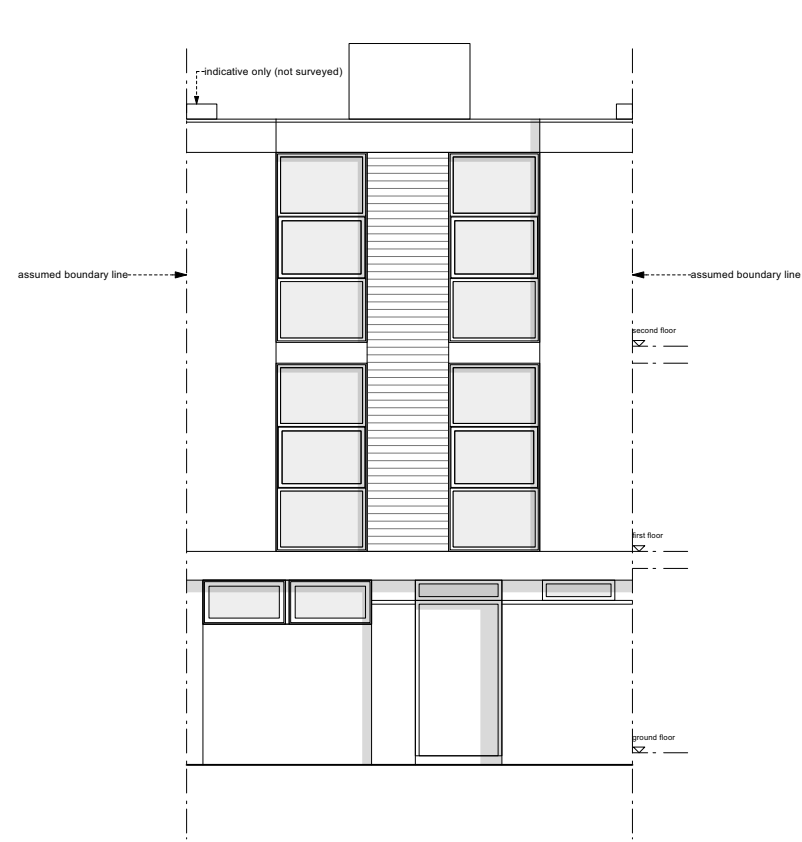 indicative only (not surveyed)
assumed boundary line
assumed boundary line
second floor
first floor
ground floor